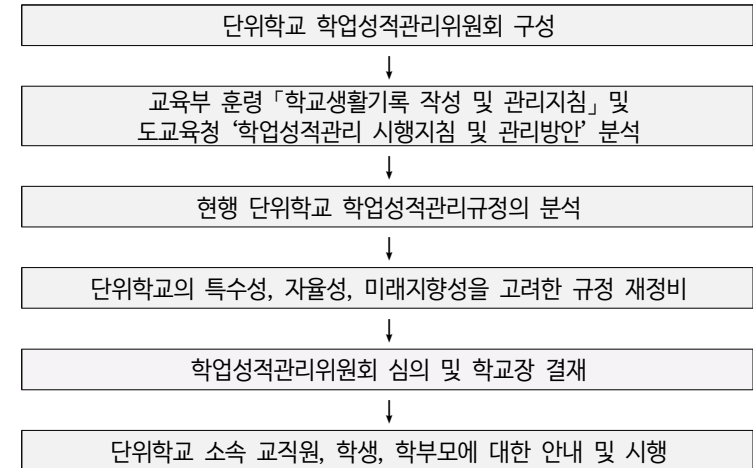 단위학교 학업성적관리위원회 구성
↓
교육부 훈령 「학교생활기록 작성 및 관리지침」 및
도교육청 ‘학업성적관리 시행지침 및 관리방안’ 분석
↓
현행 단위학교 학업성적관리규정의 분석
↓
단위학교의 특수성, 자율성, 미래지향성을 고려한 규정 재정비
↓
학업성적관리위원회 심의 및 학교장 결재
↓
단위학교 소속 교직원, 학생, 학부모에 대한 안내 및 시행